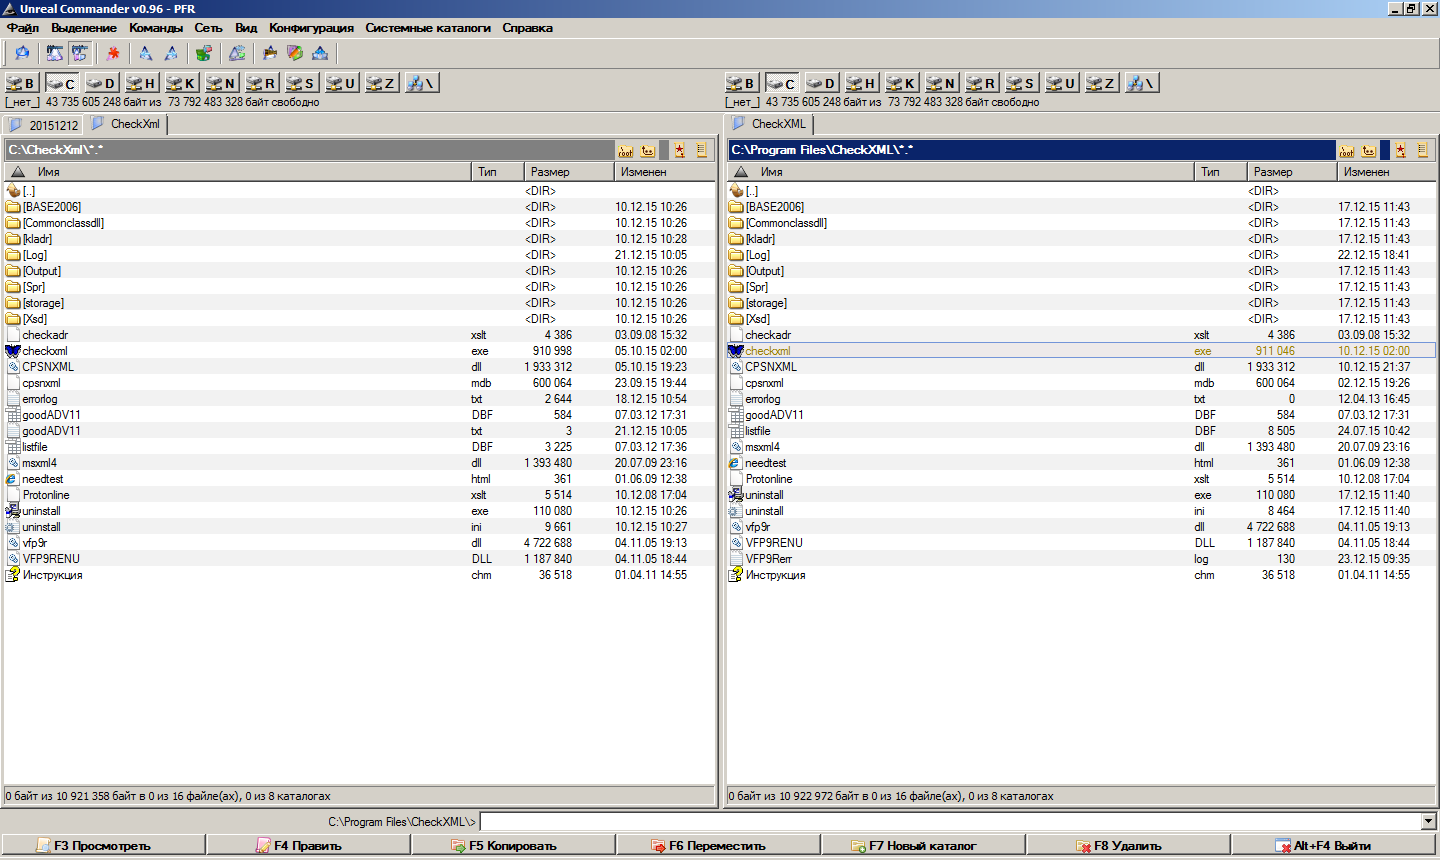 Unreal Commander v0.96 - PFR
Файл Выделение Команды Сеть Вид Конфигурация Системные каталоги Справка
B C D H K N R S U Z \ B C D H K N R S U Z \
[_нет_] 43 735 605 248 байт из 73 792 483 328 байт свободно [_нет_] 43 735 605 248 байт из 73 792 483 328 байт свободно
20151212 CheckXml CheckXML
C:\CheckXml\*.* C:\Program Files\CheckXML\*.*
Имя Тип Размер Изменен Имя Тип Размер Изменен
[..] <DIR> [..] <DIR>
[BASE2006] <DIR> 10.12.15 10:26 [BASE2006] <DIR> 17.12.15 11:43
[Commonclassdll] <DIR> 10.12.15 10:26 [Commonclassdll] <DIR> 17.12.15 11:43
[kladr] <DIR> 10.12.15 10:28 [kladr] <DIR> 17.12.15 11:43
[Log] <DIR> 21.12.15 10:05 [Log] <DIR> 22.12.15 18:41
[Output] <DIR> 10.12.15 10:26 [Output] <DIR> 17.12.15 11:43
[Spr] <DIR> 10.12.15 10:26 [Spr] <DIR> 17.12.15 11:43
[storage] <DIR> 10.12.15 10:26 [storage] <DIR> 17.12.15 11:43
[Xsd] <DIR> 10.12.15 10:26 [Xsd] <DIR> 17.12.15 11:43
checkadr xslt 4 386 03.09.08 15:32 checkadr xslt 4 386 03.09.08 15:32
checkxml exe 910 998 05.10.15 02:00 checkxml exe 911 046 10.12.15 02:00
CPSNXML dll 1 933 312 05.10.15 19:23 CPSNXML dll 1 933 312 10.12.15 21:37
cpsnxml mdb 600 064 23.09.15 19:44 cpsnxml mdb 600 064 02.12.15 19:26
errorlog txt 2 644 18.12.15 10:54 errorlog txt 0 12.04.13 16:45
goodADV11 DBF 584 07.03.12 17:31 goodADV11 DBF 584 07.03.12 17:31
goodADV11 txt 3 21.12.15 10:05 listfile DBF 8 505 24.07.15 10:42
listfile DBF 3 225 07.03.12 17:36 msxml4 dll 1 393 480 20.07.09 23:16
msxml4 dll 1 393 480 20.07.09 23:16 needtest html 361 01.06.09 12:38
needtest html 361 01.06.09 12:38 Protonline xslt 5 514 10.12.08 17:04
Protonline xslt 5 514 10.12.08 17:04 uninstall exe 110 080 17.12.15 11:40
uninstall exe 110 080 10.12.15 10:26 uninstall ini 8 464 17.12.15 11:40
uninstall ini 9 661 10.12.15 10:27 vfp9r dll 4 722 688 04.11.05 19:13
vfp9r dll 4 722 688 04.11.05 19:13 VFP9RENU DLL 1 187 840 04.11.05 18:44
VFP9RENU DLL 1 187 840 04.11.05 18:44 VFP9Rerr log 130 23.12.15 09:35
Инструкция chm 36 518 01.04.11 14:55 Инструкция chm 36 518 01.04.11 14:55
0 байт из 10 921 358 байт в 0 из 16 файле(ах), 0 из 8 каталогах 0 байт из 10 922 972 байт в 0 из 16 файле(ах), 0 из 8 каталогах
C:\Program Files\CheckXML\>
F3 Просмотреть F4 Править F5 Копировать F6 Переместить F7 Новый каталог F8 Удалить Alt+F4 Выйти